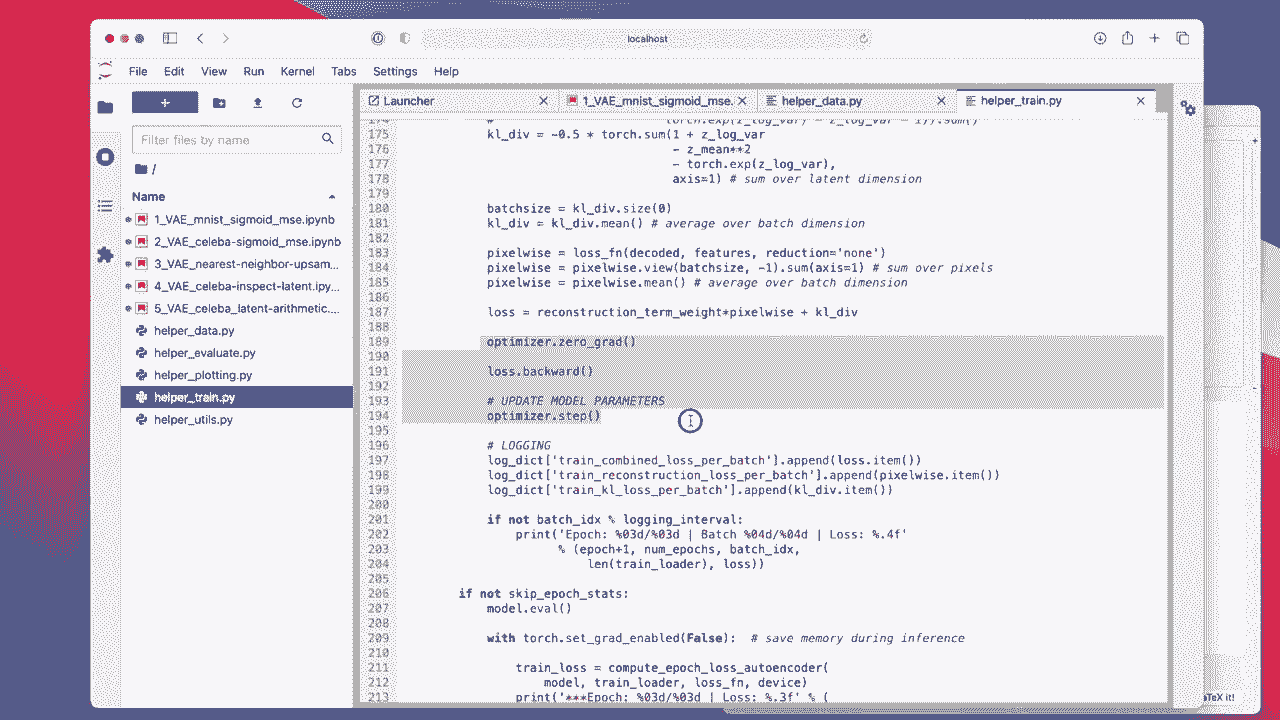 localhost
File Edit View Run Kernel Tabs Settings Help
Launcher
1_VAE_mnist_sigmoid_mse.
helper_data.py
helper_train.py
Filter files by name
/
Name
1_VAE_mnist_sigmoid_mse.ipynb
2_VAE_celeba-sigmoid_mse.ipynb
3_VAE_nearest-neighbor-upsam...
4_VAE_celeba-inspect-latent.ipy...
5_VAE_celeba_latent-arithmetic....
helper_data.py
helper_evaluate.py
helper_plotting.py
helper_train.py
helper_utils.py
175 kl_div = -0.5 * torch.sum(1 + z_log_var
176 - z_mean**2
177 - torch.exp(z_log_var),
178 axis=1) # sum over latent dimension
179
180 batchsize = kl_div.size(0)
181 kl_div = kl_div.mean() # average over batch dimension
182
183 pixelwise = loss_fn(decoded, features, reduction='none')
184 pixelwise = pixelwise.view(batchsize, -1).sum(axis=1) # sum over pixels
185 pixelwise = pixelwise.mean() # average over batch dimension
186
187 loss = reconstruction_term_weight*pixelwise + kl_div
188
189 optimizer.zero_grad()
190
191 loss.backward()
192
193 # UPDATE MODEL PARAMETERS
194 optimizer.step()
195
196 # LOGGING
197 log_dict['train_combined_loss_per_batch'].append(loss.item())
198 log_dict['train_reconstruction_loss_per_batch'].append(pixelwise.item())
199 log_dict['train_kl_loss_per_batch'].append(kl_div.item())
200
201 if not batch_idx % logging_interval:
202 print('Epoch: %03d/%03d | Batch %04d/%04d | Loss: %.4f'
203 % (epoch+1, num_epochs, batch_idx,
204 len(train_loader), loss))
205
206 if not skip_epoch_stats:
207 model.eval()
208
209 with torch.set_grad_enabled(False): # save memory during inference
210
211 train_loss = compute_epoch_loss_autoencoder(
212 model, train_loader, loss_fn, device)
213 print('***Epoch: %03d/%03d | Loss: %.3f' % (
aTeX it!